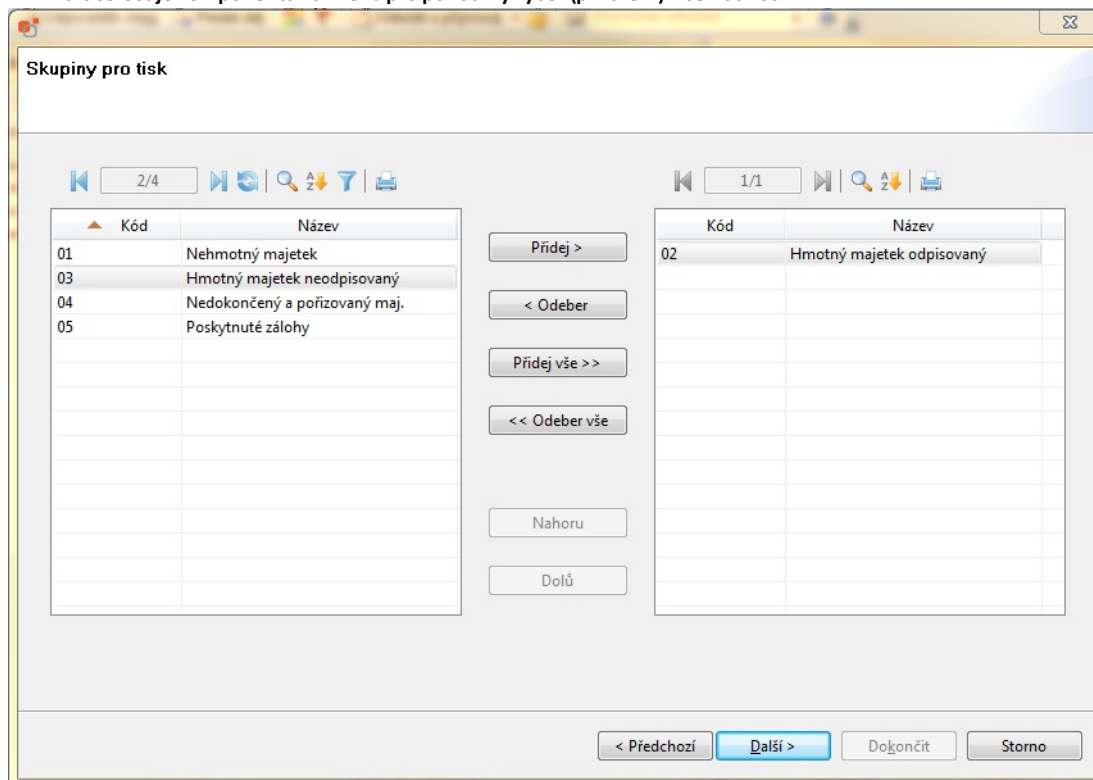 Skupiny pro tisk
2/4
1/1
Kód Název
01 Nehmotný majetek
03 Hmotný majetek neodpisovaný
04 Nedokončený a pořizovaný maj.
05 Poskytnuté zálohy
Přidej >
< Odeber
Přidej vše >>
<< Odeber vše
Nahoru
Dolů
Kód Název
02 Hmotný majetek odpisovaný
< Předchozí Další > Dokončit Storno